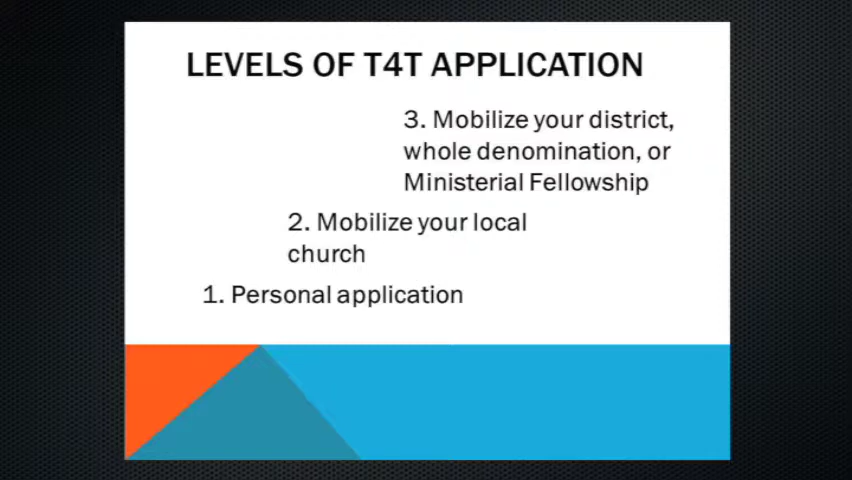 LEVELS OF T4T APPLICATION
3. Mobilize your district,
whole denomination, or
Ministerial Fellowship
2. Mobilize your local
church
1. Personal application